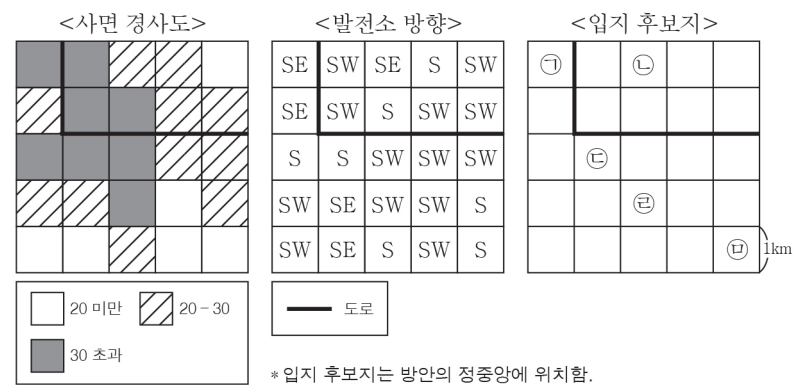 <사면 경사도>
<발전소 방향>
<입지 후보지>
SE SW SE S SW
SE SW S SW SW
S S SW SW SW
SW SE SW SW S
SW SE S SW S
㉠ ㉡
㉢
㉣
㉤
1km
20 미만
20-30
30 초과
도로
* 입지 후보지는 방안의 정중앙에 위치함.